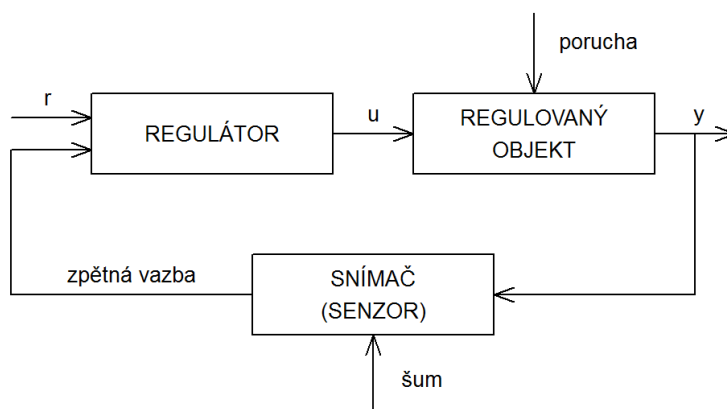 porucha
r
REGULÁTOR
u
REGULOVANÝ
OBJEKT
y
zpětná vazba
SNÍMAČ
(SENZOR)
šum